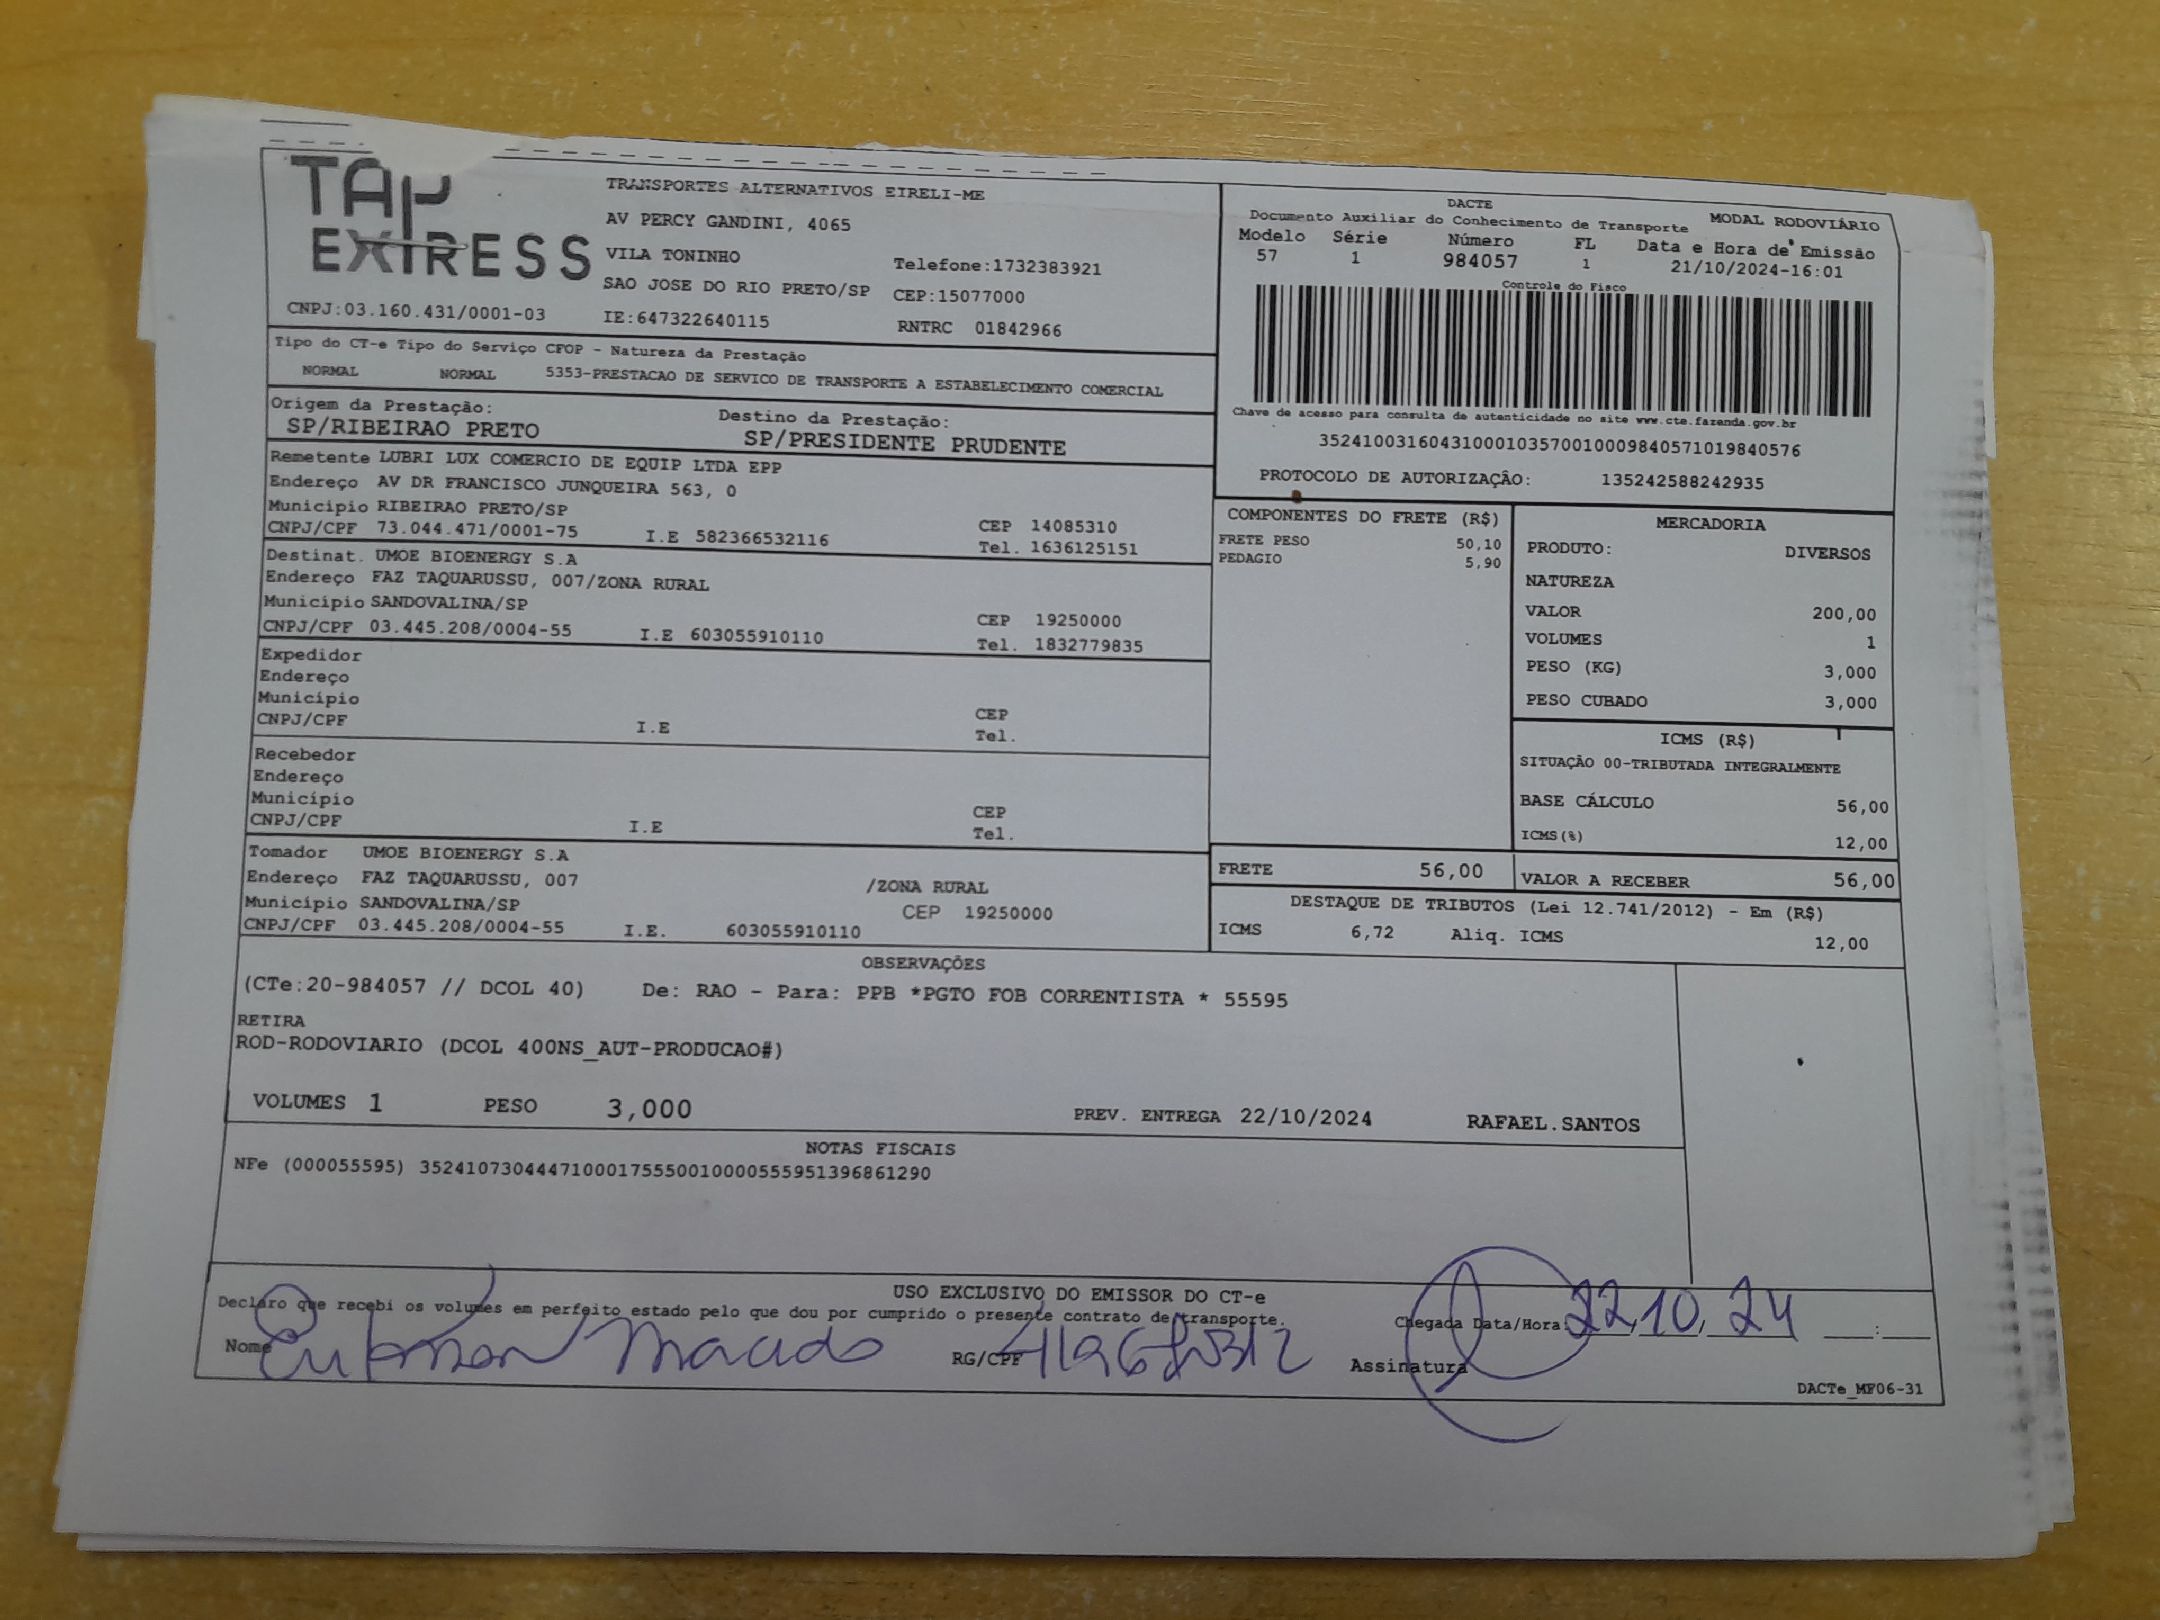 TAP
EXPRESS
TRANSPORTES ALTERNATIVOS EIRELI-ME
AV PERCY GANDINI, 4065
VILA TONINHO
Telefone:1732383921
SAO JOSE DO RIO PRETO/SP CEP:15077000
CNPJ:03.160.431/0001-03 IE:647322640115 RNTRC 01842966
Tipo do CT-e Tipo do Serviço CFOP - Natureza da Prestação
NORMAL NORMAL 5353-PRESTACAO DE SERVICO DE TRANSPORTE A ESTABELECIMENTO COMERCIAL
Origem da Prestação: Destino da Prestação:
SP/RIBEIRAO PRETO SP/PRESIDENTE PRUDENTE
Remetente LUBRI LUX COMERCIO DE EQUIP LTDA EPP
Endereço AV DR FRANCISCO JUNQUEIRA 563, 0
Município RIBEIRAO PRETO/SP CEP 14085310
CNPJ/CPF 73.044.471/0001-75 I.E 582366532116 Tel. 1636125151
Destinat. UMOE BIOENERGY S.A
Endereço FAZ TAQUARUSSU, 007/ZONA RURAL
Município SANDOVALINA/SP CEP 19250000
CNPJ/CPF 03.445.208/0004-55 I.E 603055910110 Tel. 1832779835
Expedidor
Endereço
Município CEP
CNPJ/CPF I.E Tel.
Recebedor
Endereço
Município CEP
CNPJ/CPF I.E Tel.
Tomador UMOE BIOENERGY S.A
Endereço FAZ TAQUARUSSU, 007 /ZONA RURAL
Município SANDOVALINA/SP CEP 19250000
CNPJ/CPF 03.445.208/0004-55 I.E. 603055910110
DACTE
Documento Auxiliar do Conhecimento de Transporte MODAL RODOVIÁRIO
Modelo Série Número FL Data e Hora de Emissão
57 1 984057 1 21/10/2024-16:01
Controle do Fisco
Chave de acesso para consulta de autenticidade no site www.cte.fazenda.gov.br
35241003160431000103570010009840571019840576
PROTOCOLO DE AUTORIZAÇÂO: 135242588242935
COMPONENTES DO FRETE (R$)
FRETE PESO 50,10
PEDAGIO 5,90
MERCADORIA
PRODUTO: DIVERSOS
NATUREZA
VALOR 200,00
VOLUMES 1
PESO (KG) 3,000
PESO CUBADO 3,000
ICMS (R$)
SITUAÇÃO 00-TRIBUTADA INTEGRALMENTE
BASE CÁLCULO 56,00
ICMS(%) 12,00
FRETE 56,00 VALOR A RECEBER 56,00
DESTAQUE DE TRIBUTOS (Lei 12.741/2012) - Em (R$)
ICMS 6,72 Aliq. ICMS 12,00
OBSERVAÇÕES
(CTe:20-984057 // DCOL 40) De: RAO - Para: PPB *PGTO FOB CORRENTISTA * 55595
RETIRA
ROD-RODOVIARIO (DCOL 400NS_AUT-PRODUCAO#)
VOLUMES 1 PESO 3,000 PREV. ENTREGA 22/10/2024 RAFAEL.SANTOS
NOTAS FISCAIS
NFe (000055595) 35241073044471000175550010000555951396861290
USO EXCLUSIVO DO EMISSOR DO CT-e
Declaro que recebi os volumes em perfeito estado pelo que dou por cumprido o presente contrato de transporte.
Chegada Data/Hora: 22 10 24 :
Nome Macedo RG/CPF Assinatura
DACTe_MF06-31